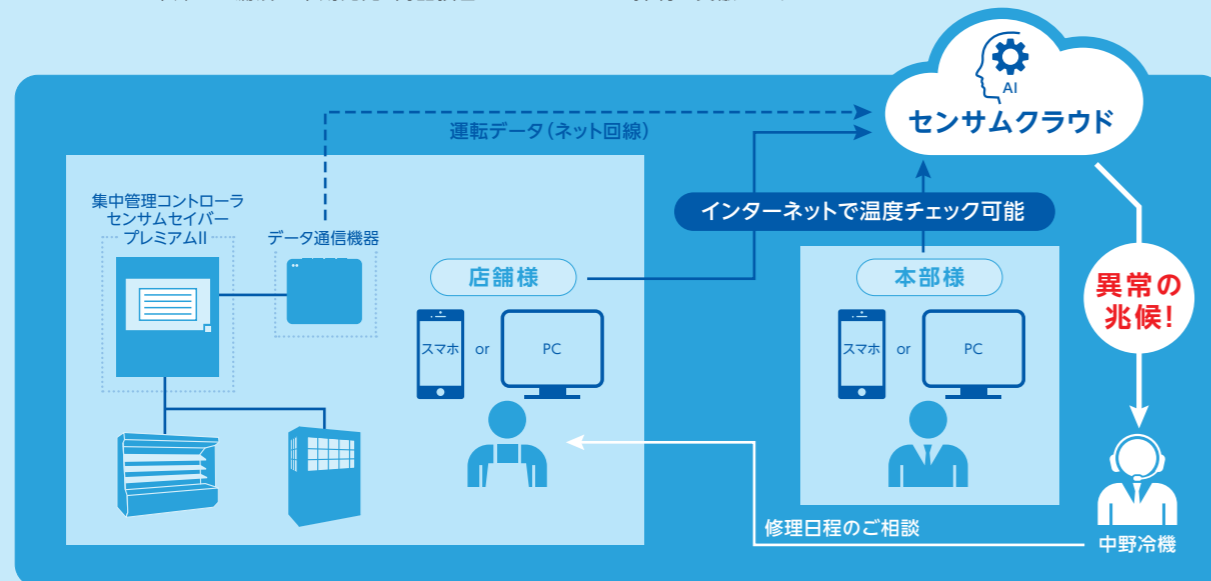 AI
センサムクラウド
運転データ(ネット回線)
集中管理コントローラ
センサムセイバー
プレミアムII
データ通信機器
インターネットで温度チェック可能
店舗様
本部様
異常の
兆候!
スマホ or PC
スマホ or PC
修理日程のご相談
中野冷機